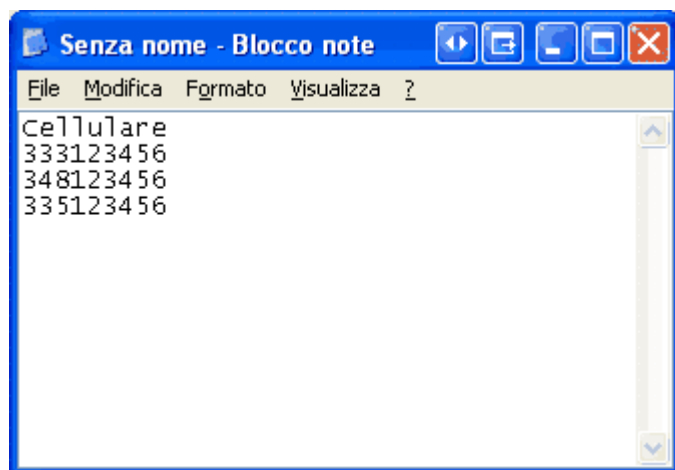 Senza nome - Blocco note
File Modifica Formato Visualizza ?
Cellulare
333123456
348123456
335123456